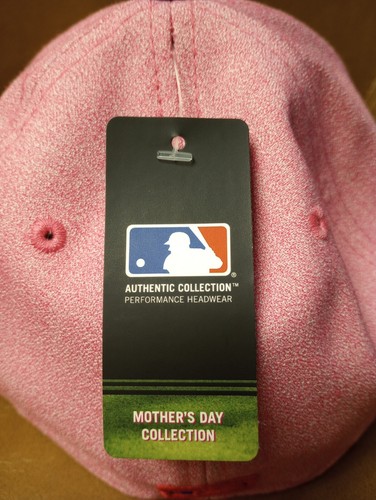 AUTHENTIC COLLECTION™
PERFORMANCE HEADWEAR
MOTHER'S DAY
COLLECTION